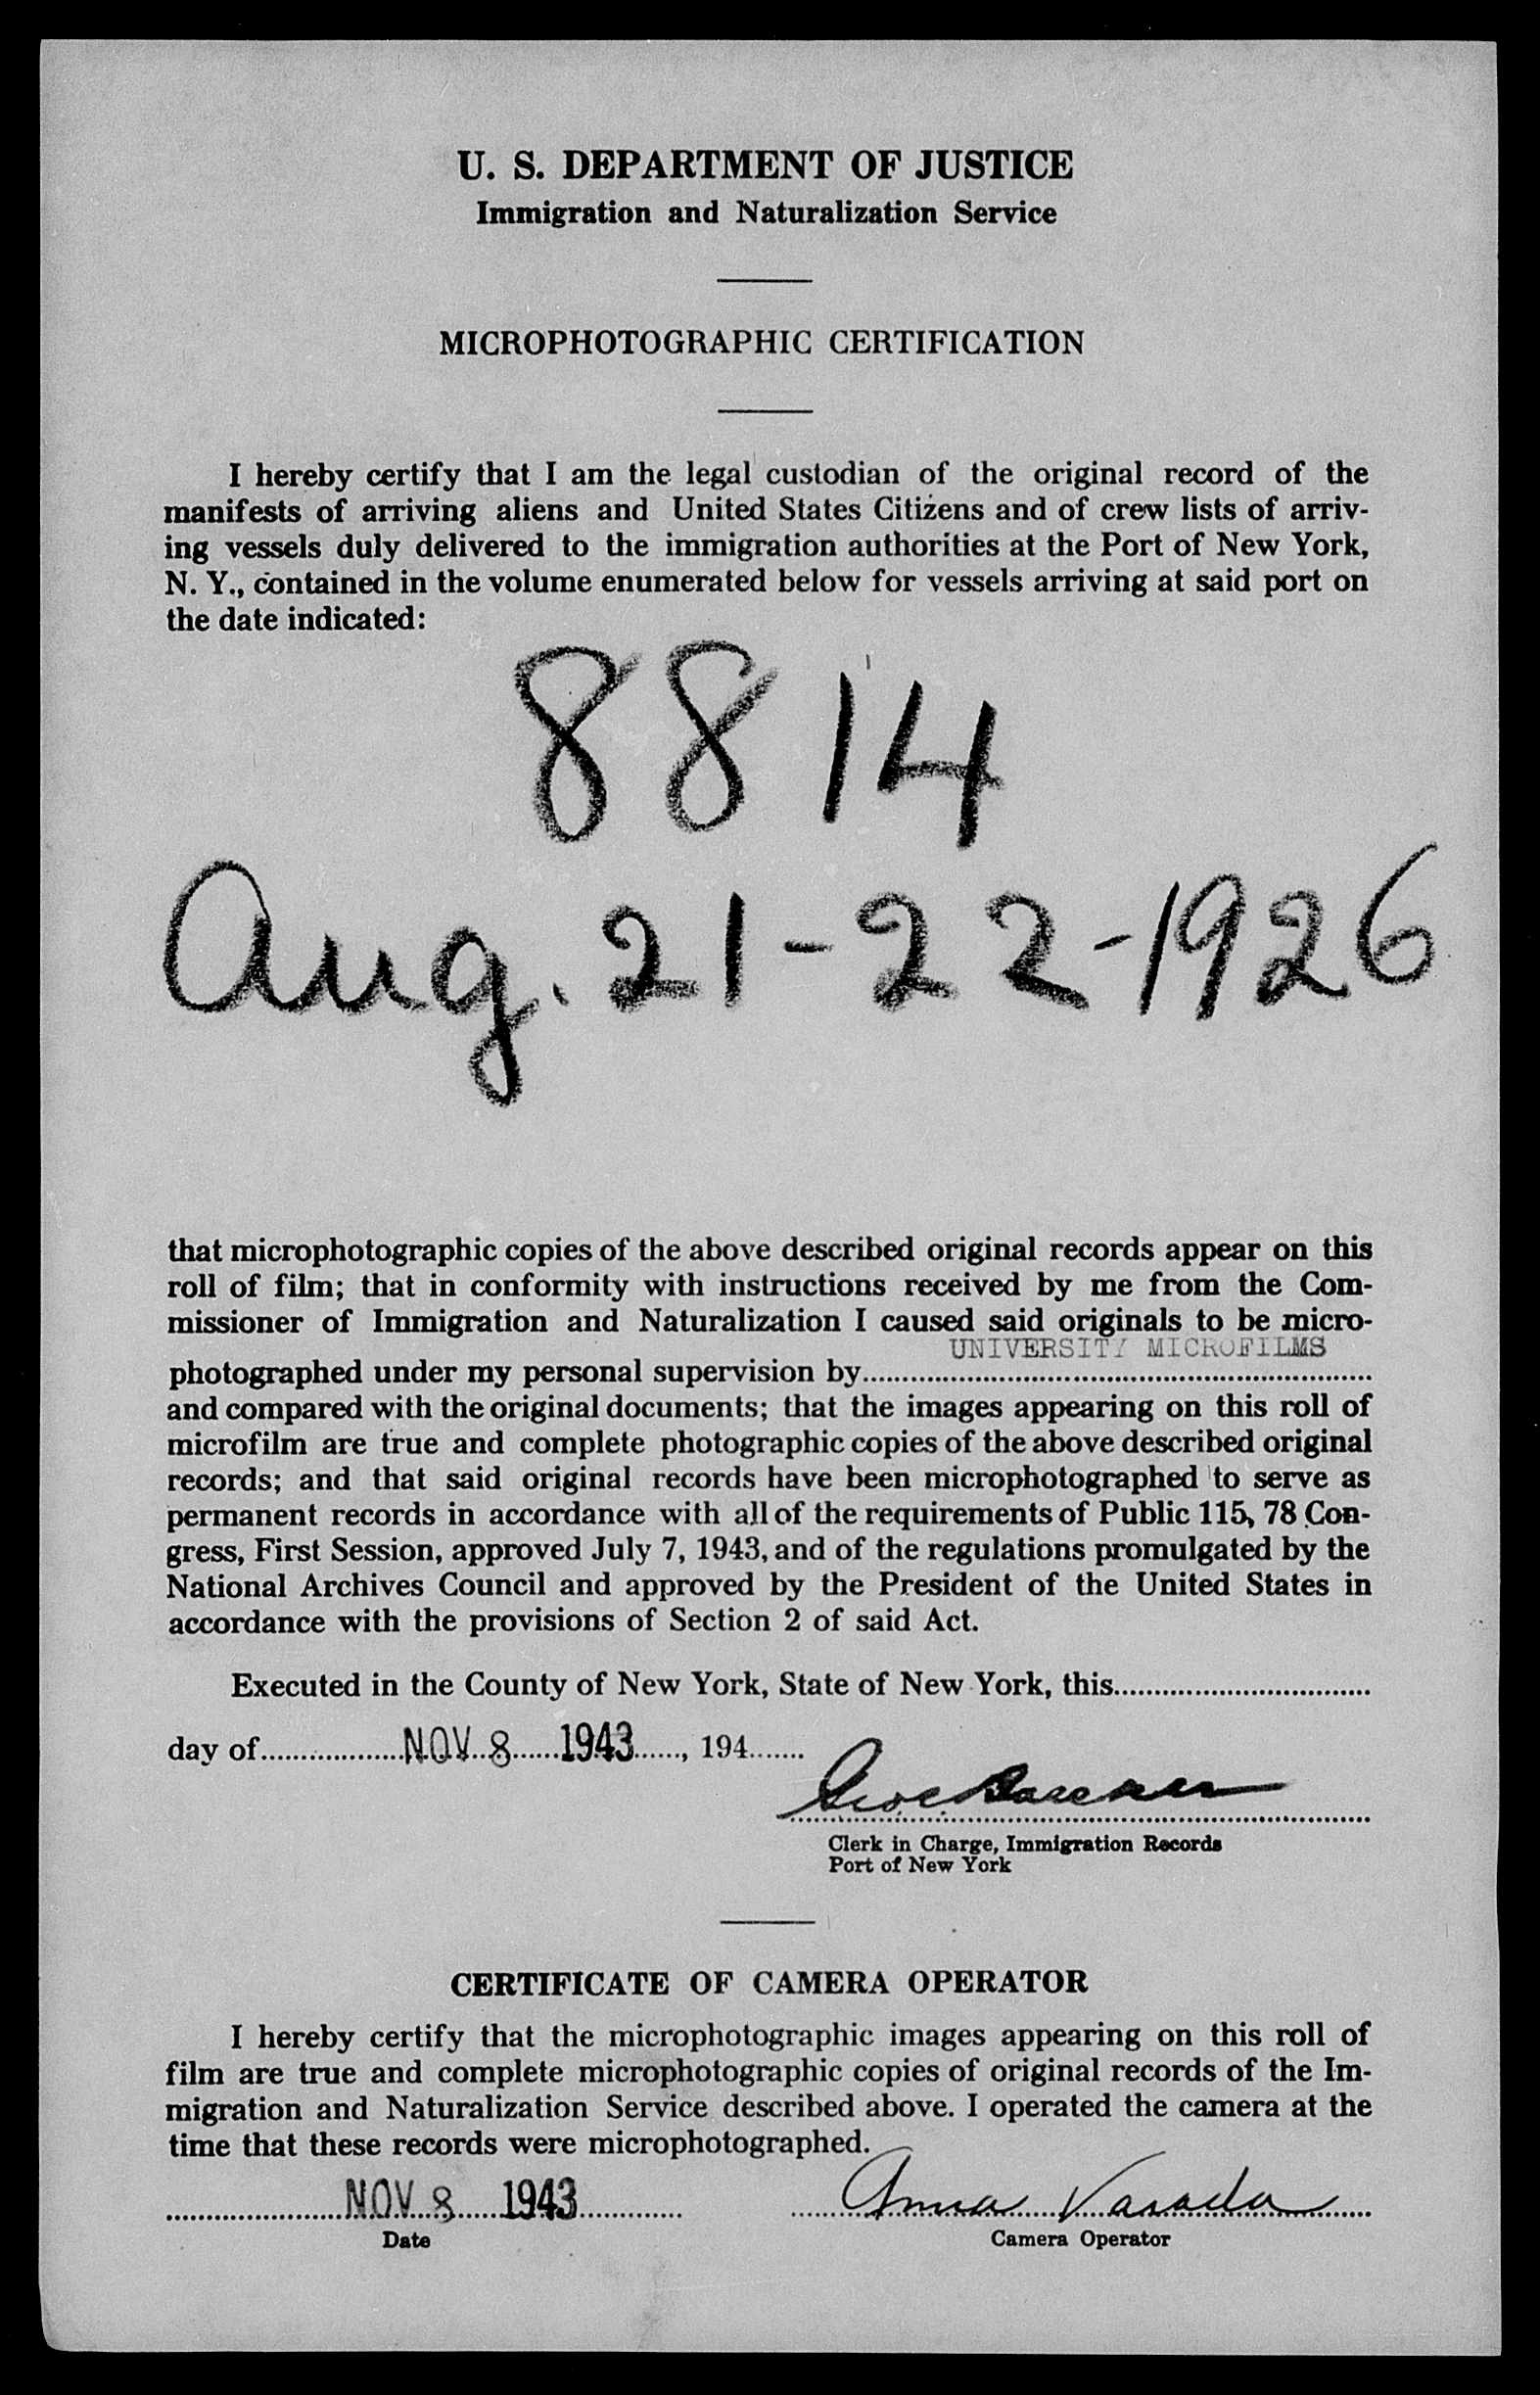 U. S. DEPARTMENT OF JUSTICE
Immigration and Naturalization Service
MICROPHOTOGRAPHIC CERTIFICATION
I hereby certify that I am the legal custodian of the original record of the
manifests of arriving aliens and United States Citizens and of crew lists of arriv-
ing vessels duly delivered to the immigration authorities at the Port of New York,
N. Y., contained in the volume enumerated below for vessels arriving at said port on
the date indicated:
8814
Aug. 21-22-1926
that microphotographic copies of the above described original records appear on this
roll of film; that in conformity with instructions received by me from the Com-
missioner of Immigration and Naturalization I caused said originals to be micro-
UNIVERSITY MICROFILMS
photographed under my personal supervision by
and compared with the original documents; that the images appearing on this roll of
microfilm are true and complete photographic copies of the above described original
records; and that said original records have been microphotographed to serve as
permanent records in accordance with all of the requirements of Public 115, 78 Con-
gress, First Session, approved July 7, 1943, and of the regulations promulgated by the
National Archives Council and approved by the President of the United States in
accordance with the provisions of Section 2 of said Act.
Executed in the County of New York, State of New York, this
day of NOV 8 1943, 194
Clerk in Charge, Immigration Records
Port of New York
CERTIFICATE OF CAMERA OPERATOR
I hereby certify that the microphotographic images appearing on this roll of
film are true and complete microphotographic copies of original records of the Im-
migration and Naturalization Service described above. I operated the camera at the
time that these records were microphotographed.
NOV 8 1943 Anna Varada
Date Camera Operator